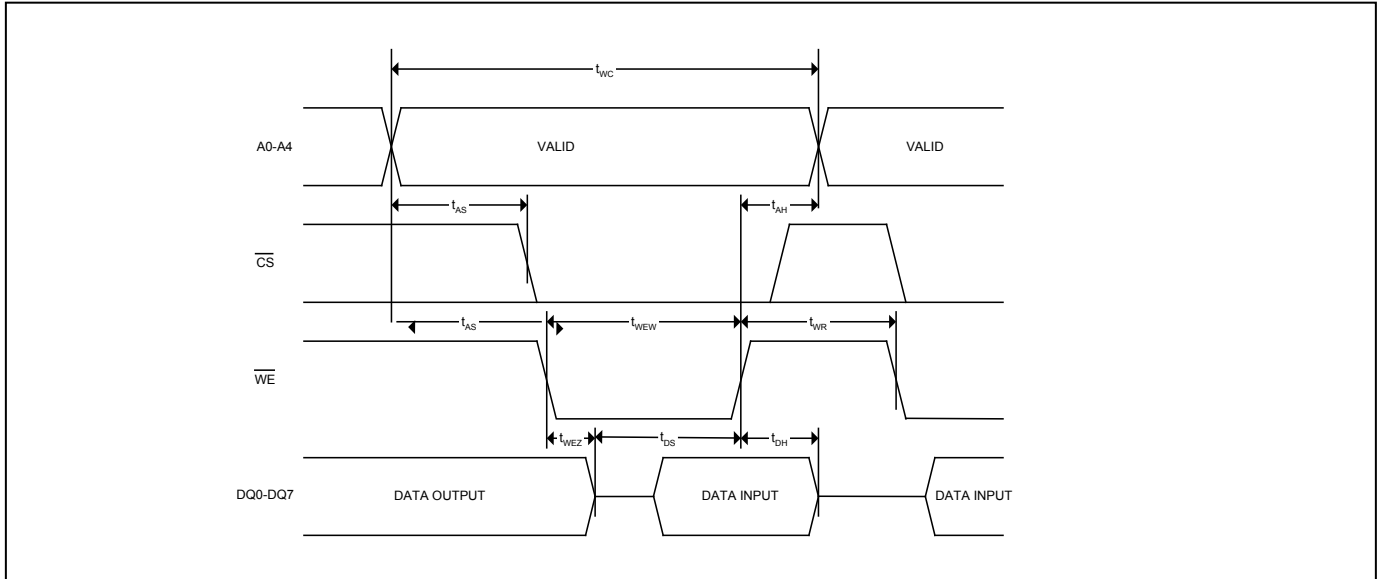 tWC
A0-A4 VALID VALID
tAS tAH
CS
tAS tWEW tWR
WE
tWEZ tDS tDH
DQ0-DQ7 DATA OUTPUT DATA INPUT DATA INPUT